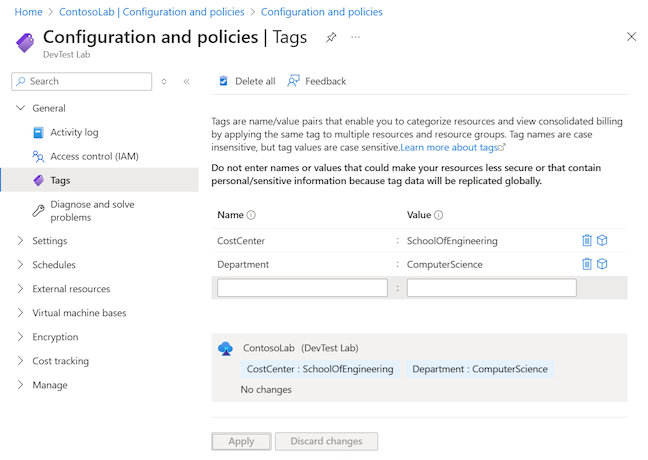 Home > ContosoLab | Configuration and policies > Configuration and policies
Configuration and policies | Tags
DevTest Lab
Search
Delete all
Feedback
General
Activity log
Access control (IAM)
Tags
Diagnose and solve
problems
Settings
Schedules
External resources
Virtual machine bases
Encryption
Cost tracking
Manage
Tags are name/value pairs that enable you to categorize resources and view consolidated billing
by applying the same tag to multiple resources and resource groups. Tag names are case
insensitive, but tag values are case sensitive.Learn more about tags
Do not enter names or values that could make your resources less secure or that contain
personal/sensitive information because tag data will be replicated globally.
Name
Value
CostCenter : SchoolOfEngineering
Department : ComputerScience
:
ContosoLab (DevTest Lab)
CostCenter : SchoolOfEngineering Department : ComputerScience
No changes
Apply Discard changes